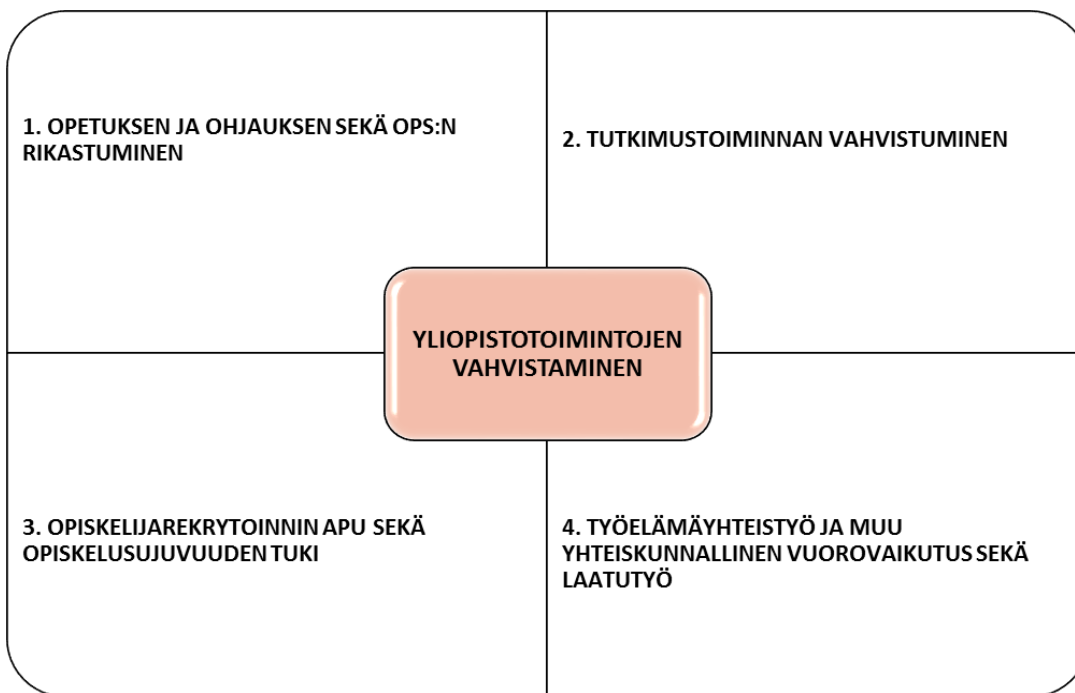 1. OPETUKSEN JA OHJAUKSEN SEKÄ OPS:N
RIKASTUMINEN
2. TUTKIMUSTOIMINNAN VAHVISTUMINEN
YLIOPISTOTOIMINTOJEN
VAHVISTAMINEN
3. OPISKELIJAREKRYTOINNIN APU SEKÄ
OPISKELUSUJUVUUDEN TUKI
4. TYÖELÄMÄYHTEISTYÖ JA MUU
YHTEISKUNNALLINEN VUOROVAIKUTUS SEKÄ
LAATUTYÖ